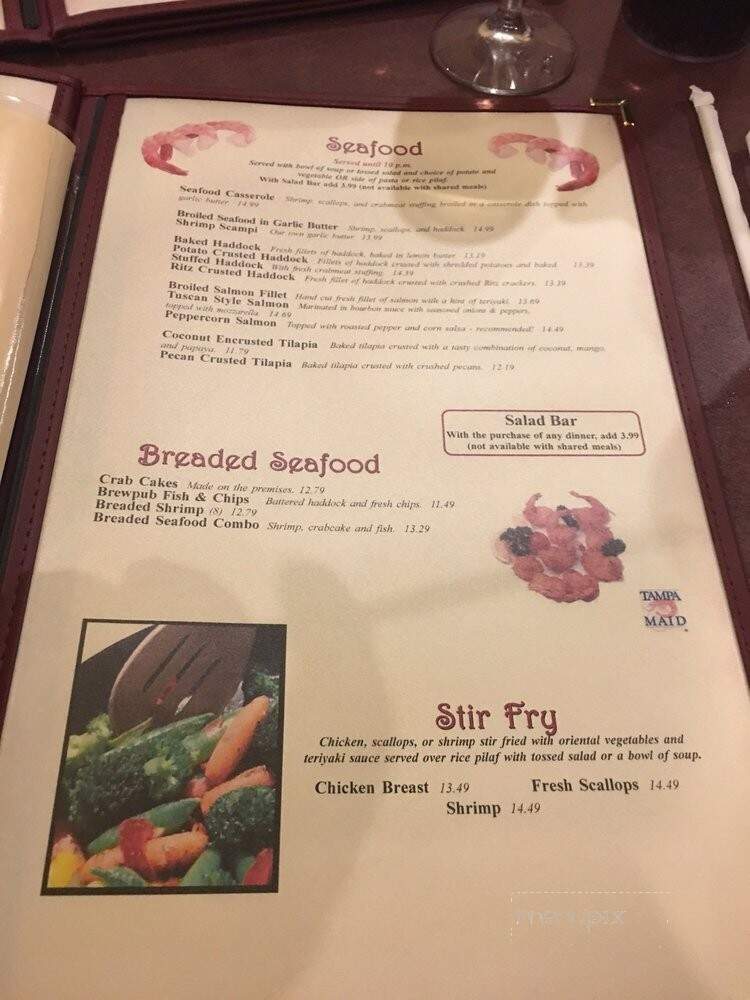 Seafood
Served until 10 p.m.
Served with bowl of soup or tossed salad and choice of potato and
vegetable OR side of pasta or rice pilaf.
With Salad Bar add 3.99 (not available with shared meals)
Seafood Casserole Shrimp, scallops, and crabmeat stuffing broiled in a casserole dish topped with
garlic butter 14.99
Broiled Seafood in Garlic Butter Shrimp, scallops, and haddock 14.99
Shrimp Scampi Our own garlic butter 13.99
Baked Haddock Fresh fillets of haddock, baked in lemon butter. 13.19
Potato Crusted Haddock Fillets of haddock crusted with shredded potatoes and baked. 13.39
Stuffed Haddock With fresh crabmeat stuffing. 14.39
Ritz Crusted Haddock Fresh fillet of haddock crusted with crushed Ritz crackers. 13.39
Broiled Salmon Fillet Hand cut fresh fillet of salmon with a hint of teriyaki. 13.69
Tuscan Style Salmon Marinated in bourbon sauce with seasoned onions & peppers,
topped with mozzarella. 14.69
Peppercorn Salmon Topped with roasted pepper and corn salsa - recommended! 14.49
Coconut Encrusted Tilapia Baked tilapia crusted with a tasty combination of coconut, mango,
and papaya. 11.79
Pecan Crusted Tilapia Baked tilapia crusted with crushed pecans. 12.19
Salad Bar
With the purchase of any dinner, add 3.99
(not available with shared meals)
Breaded Seafood
Crab Cakes Made on the premises. 12.79
Brewpub Fish & Chips Battered haddock and fresh chips. 11.49
Breaded Shrimp (8) 12.79
Breaded Seafood Combo Shrimp, crabcake and fish. 13.29
TAMPA
MAID
Stir Fry
Chicken, scallops, or shrimp stir fried with oriental vegetables and
teriyaki sauce served over rice pilaf with tossed salad or a bowl of soup.
Chicken Breast 13.49 Fresh Scallops 14.49
Shrimp 14.49
menupix